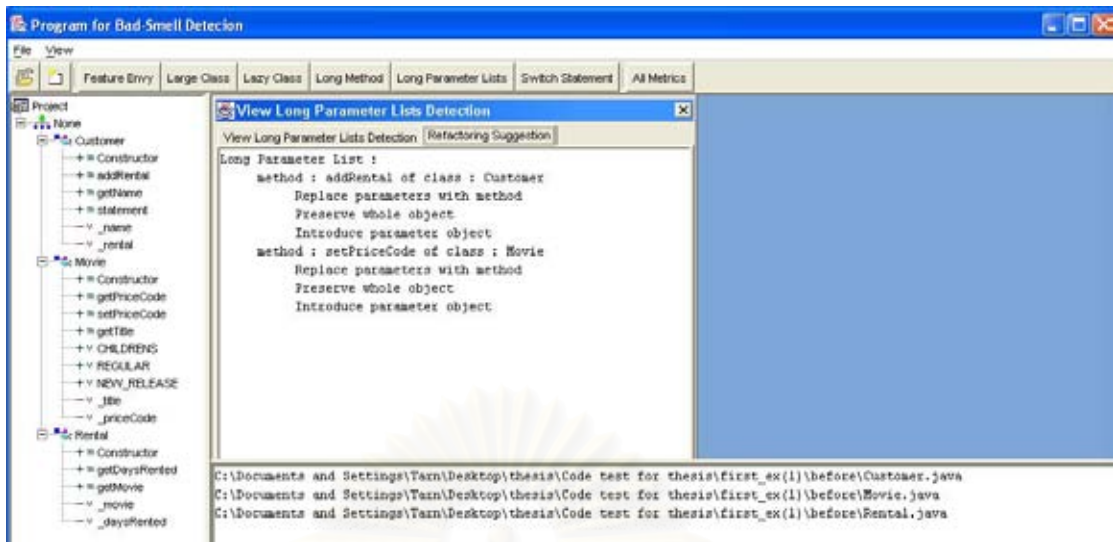 Program for Bad-Smell Detecion
File View
Feature Envy Large Class Lazy Class Long Method Long Parameter Lists Switch Statement All Metrics
Project
None
Customer
+ m Constructor
+ m addRental
+ m getName
+ m statement
- v _name
- v _rental
Movie
+ m Constructor
+ m getPriceCode
+ m setPriceCode
+ m getTitle
+ v CHILDRENS
+ v REGULAR
+ v NEW_RELEASE
- v _title
- v _priceCode
Rental
+ m Constructor
+ m getDaysRented
+ m getMovie
- v _movie
- v _daysRented
View Long Parameter Lists Detection
View Long Parameter Lists Detection Refactoring Suggestion
Long Parameter List :
method : addRental of class : Customer
Replace parameters with method
Preserve whole object
Introduce parameter object
method : setPriceCode of class : Movie
Replace parameters with method
Preserve whole object
Introduce parameter object
C:\Documents and Settings\Tarn\Desktop\thesis\Code test for thesis\first_ex(1)\before\Customer.java
C:\Documents and Settings\Tarn\Desktop\thesis\Code test for thesis\first_ex(1)\before\Movie.java
C:\Documents and Settings\Tarn\Desktop\thesis\Code test for thesis\first_ex(1)\before\Rental.java